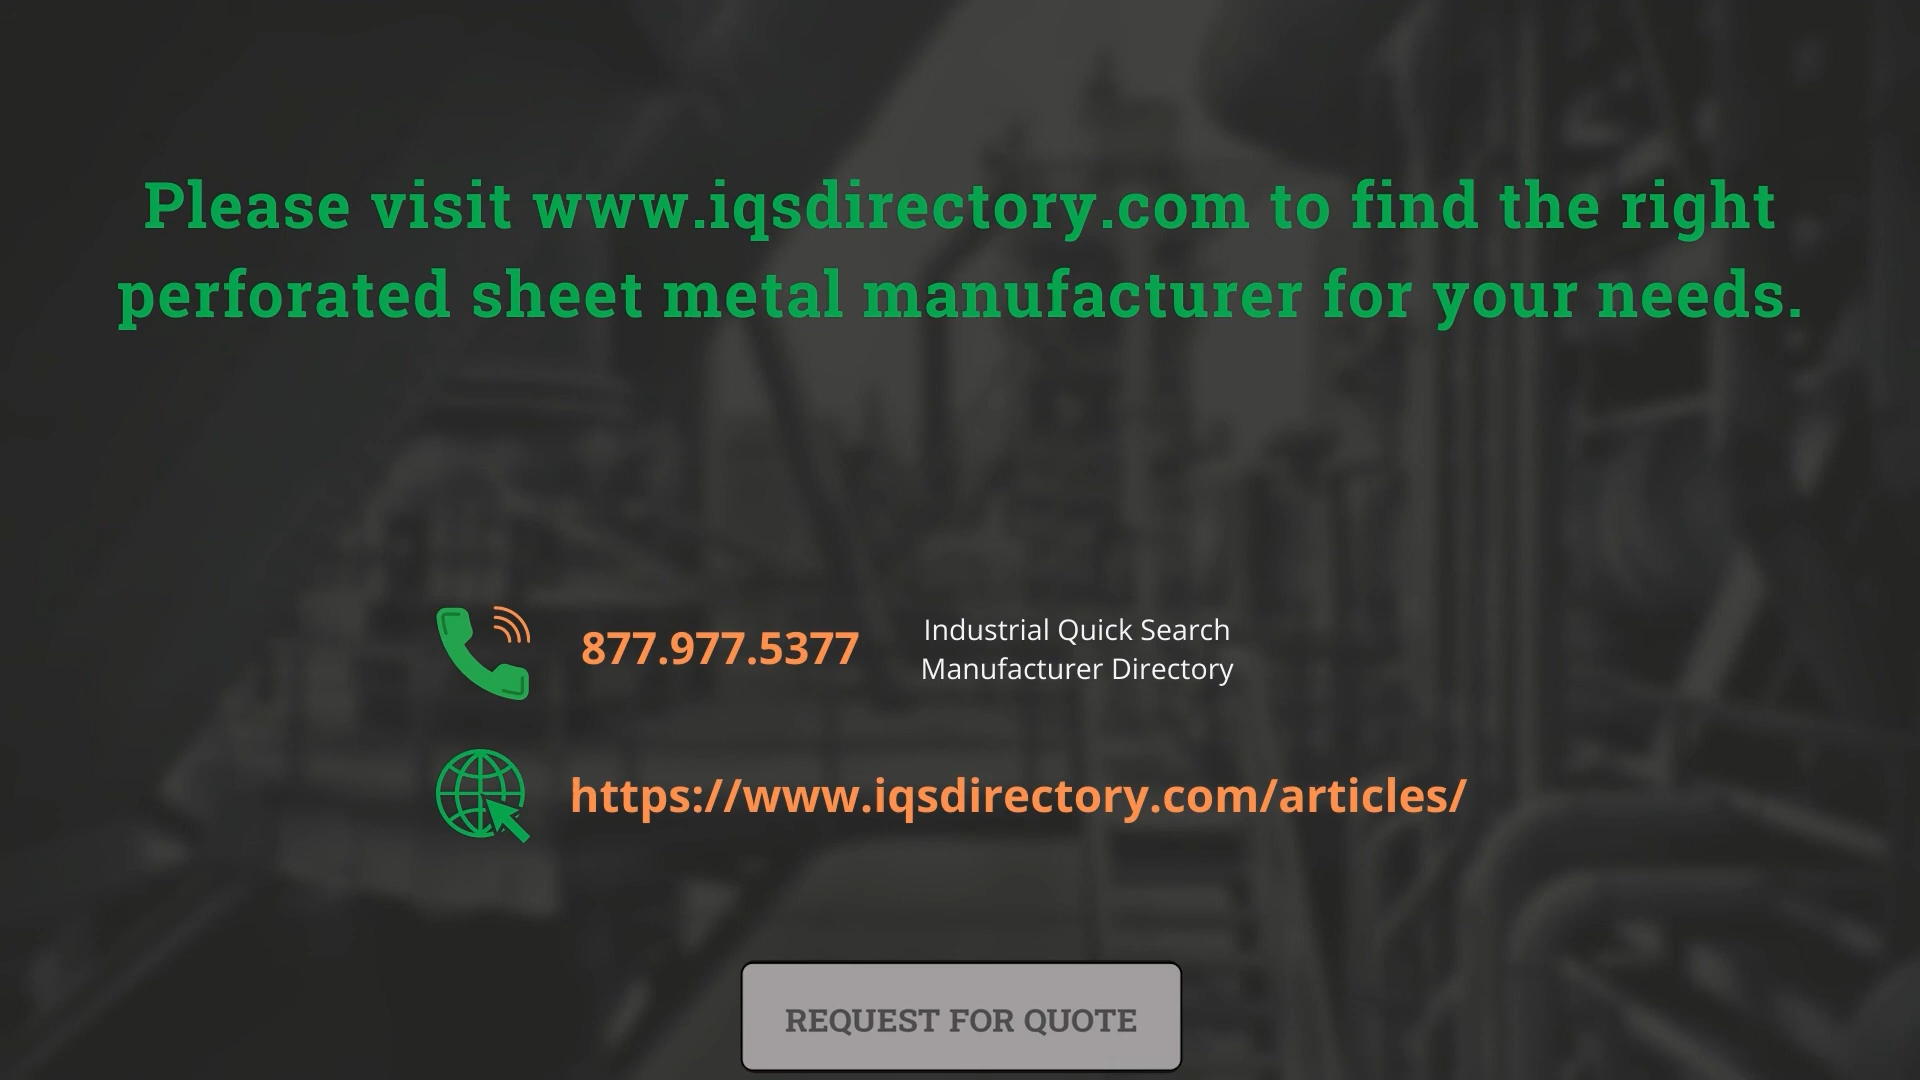 Please visit www.iqsdirectory.com to find the right
perforated sheet metal manufacturer for your needs.
877.977.5377
Industrial Quick Search
Manufacturer Directory
https://www.iqsdirectory.com/articles/
REQUEST FOR QUOTE